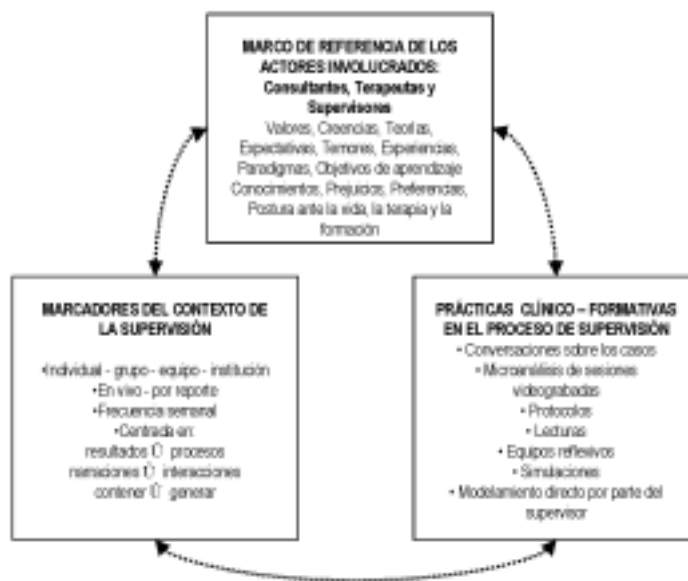 MARCO DE REFERENCIA DE LOS
ACTORES INVOLUCRADOS:
Consultantes, Terapeutas y
Supervisores
Valores, Creencias, Teorías,
Expectativas, Temores, Experiencias,
Paradigmas, Objetivos de aprendizaje
Conocimientos, Prejuicios, Preferencias,
Postura ante la vida, la terapia y la
formación
MARCADORES DEL CONTEXTO DE
LA SUPERVISIÓN
•Individual - grupo - equipo - institución
•En vivo - por reporte
•Frecuencia semanal
•Centrada en:
resultados Û procesos
narraciones Û interacciones
contener Û generar
PRÁCTICAS CLÍNICO – FORMATIVAS
EN EL PROCESO DE SUPERVISIÓN
• Conversaciones sobre los casos
• Microanálisis de sesiones
videograbadas
• Protocolos
• Lecturas
• Equipos reflexivos
• Simulaciones
• Modelamiento directo por parte del
supervisor